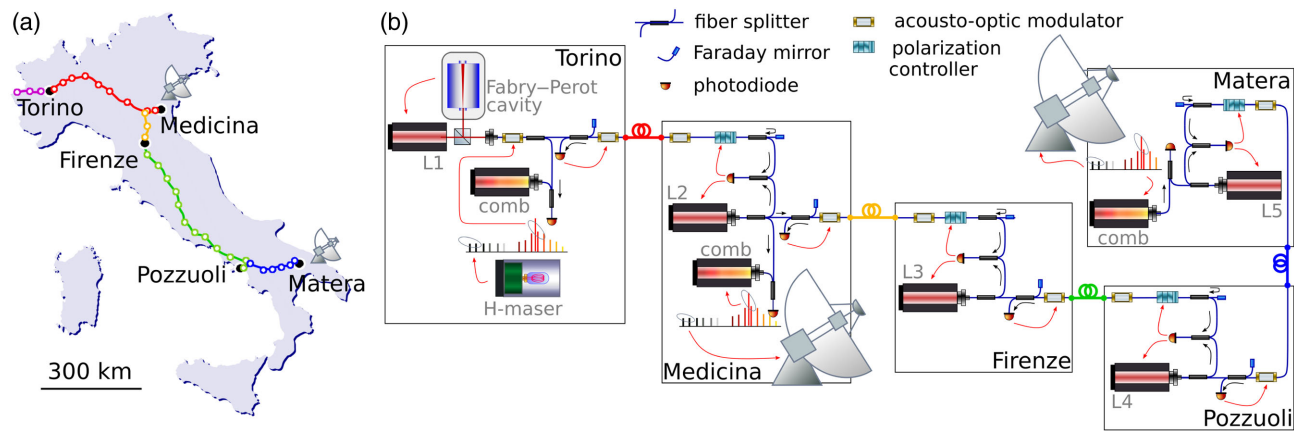 (a)
Torino
Medicina
Firenze
Pozzuoli
Matera
300 km
(b)
fiber splitter
Faraday mirror
photodiode
acousto-optic modulator
polarization
controller
Torino
Fabry–Perot
cavity
L1
comb
H-maser
L2
comb
Medicina
L3
Firenze
Matera
L5
comb
L4
Pozzuoli